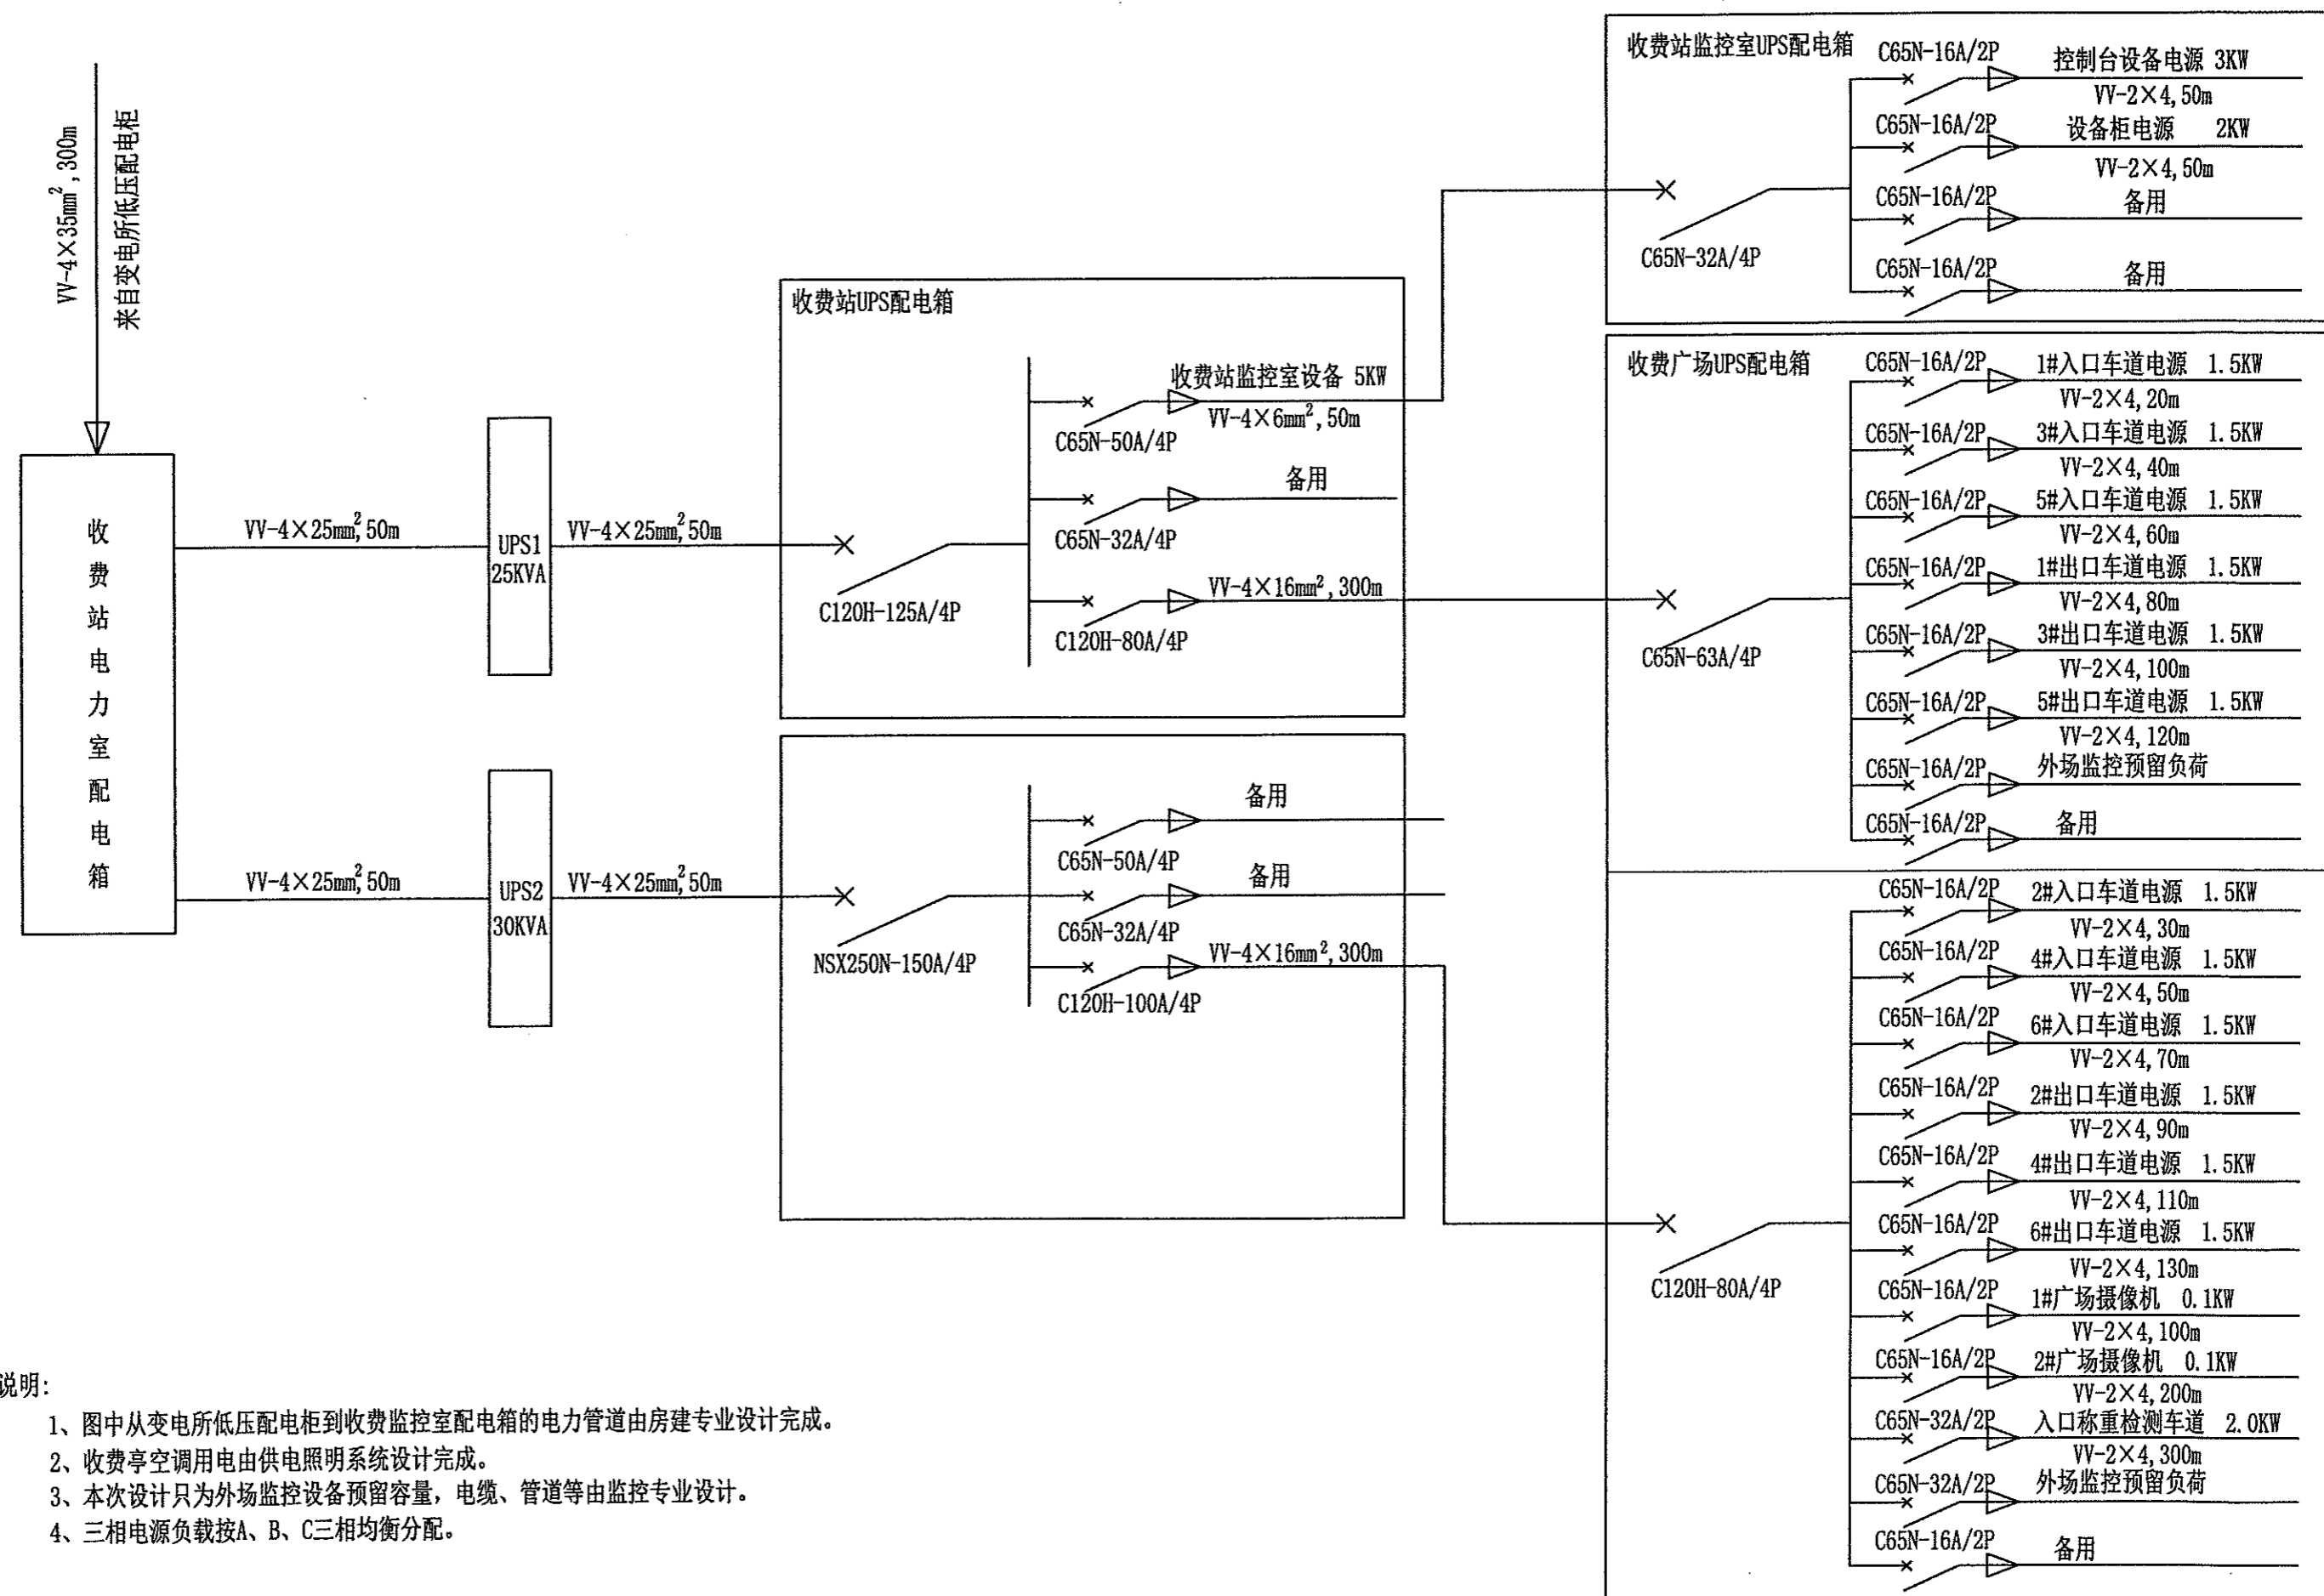 VV-4×35mm²,300m
来自变电所低压配电柜
收费站电力室配电箱
VV-4×25mm²,50m
UPS1
25KVA
VV-4×25mm²,50m
VV-4×25mm²,50m
UPS2
30KVA
VV-4×25mm²,50m
收费站UPS配电箱
C120H-125A/4P
收费站监控室设备 5KW
VV-4×6mm²,50m
C65N-50A/4P
备用
C65N-32A/4P
VV-4×16mm²,300m
C120H-80A/4P
NSX250N-150A/4P
备用
C65N-50A/4P
备用
C65N-32A/4P
VV-4×16mm²,300m
C120H-100A/4P
收费站监控室UPS配电箱
C65N-32A/4P
C65N-16A/2P 控制台设备电源 3KW
VV-2×4,50m
C65N-16A/2P 设备柜电源 2KW
VV-2×4,50m
C65N-16A/2P 备用
C65N-16A/2P 备用
收费广场UPS配电箱
C65N-63A/4P
C65N-16A/2P 1#入口车道电源 1.5KW
VV-2×4,20m
C65N-16A/2P 3#入口车道电源 1.5KW
VV-2×4,40m
C65N-16A/2P 5#入口车道电源 1.5KW
VV-2×4,60m
C65N-16A/2P 1#出口车道电源 1.5KW
VV-2×4,80m
C65N-16A/2P 3#出口车道电源 1.5KW
VV-2×4,100m
C65N-16A/2P 5#出口车道电源 1.5KW
VV-2×4,120m
C65N-16A/2P 外场监控预留负荷
C65N-16A/2P 备用
C120H-80A/4P
C65N-16A/2P 2#入口车道电源 1.5KW
VV-2×4,30m
C65N-16A/2P 4#入口车道电源 1.5KW
VV-2×4,50m
C65N-16A/2P 6#入口车道电源 1.5KW
VV-2×4,70m
C65N-16A/2P 2#出口车道电源 1.5KW
VV-2×4,90m
C65N-16A/2P 4#出口车道电源 1.5KW
VV-2×4,110m
C65N-16A/2P 6#出口车道电源 1.5KW
VV-2×4,130m
C65N-16A/2P 1#广场摄像机 0.1KW
VV-2×4,100m
C65N-16A/2P 2#广场摄像机 0.1KW
VV-2×4,200m
C65N-32A/2P 入口称重检测车道 2.0KW
VV-2×4,300m
C65N-32A/2P 外场监控预留负荷
C65N-16A/2P 备用
说明:
1、图中从变电所低压配电柜到收费监控室配电箱的电力管道由房建专业设计完成。
2、收费亭空调用电由供电照明系统设计完成。
3、本次设计只为外场监控设备预留容量，电缆、管道等由监控专业设计。
4、三相电源负载按A、B、C三相均衡分配。